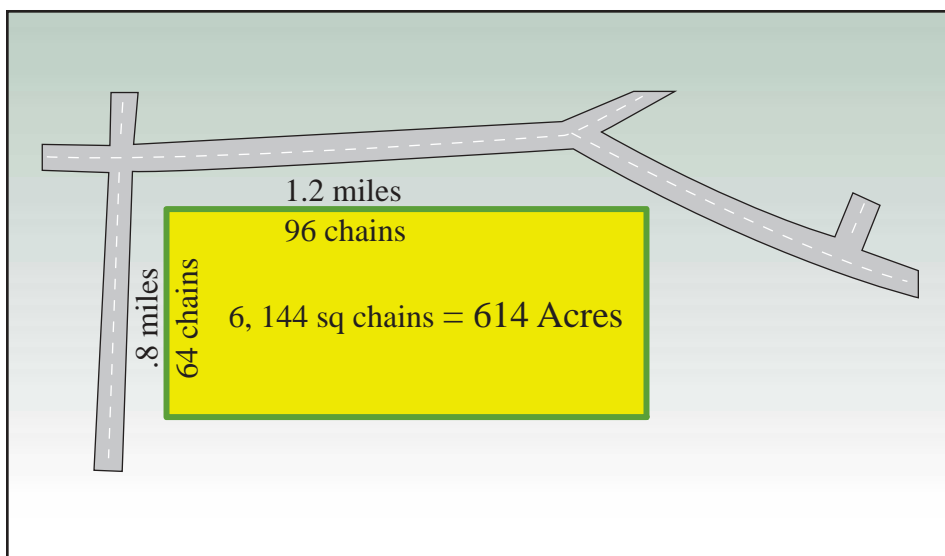 1.2 miles
96 chains
.8 miles
64 chains
6, 144 sq chains = 614 Acres